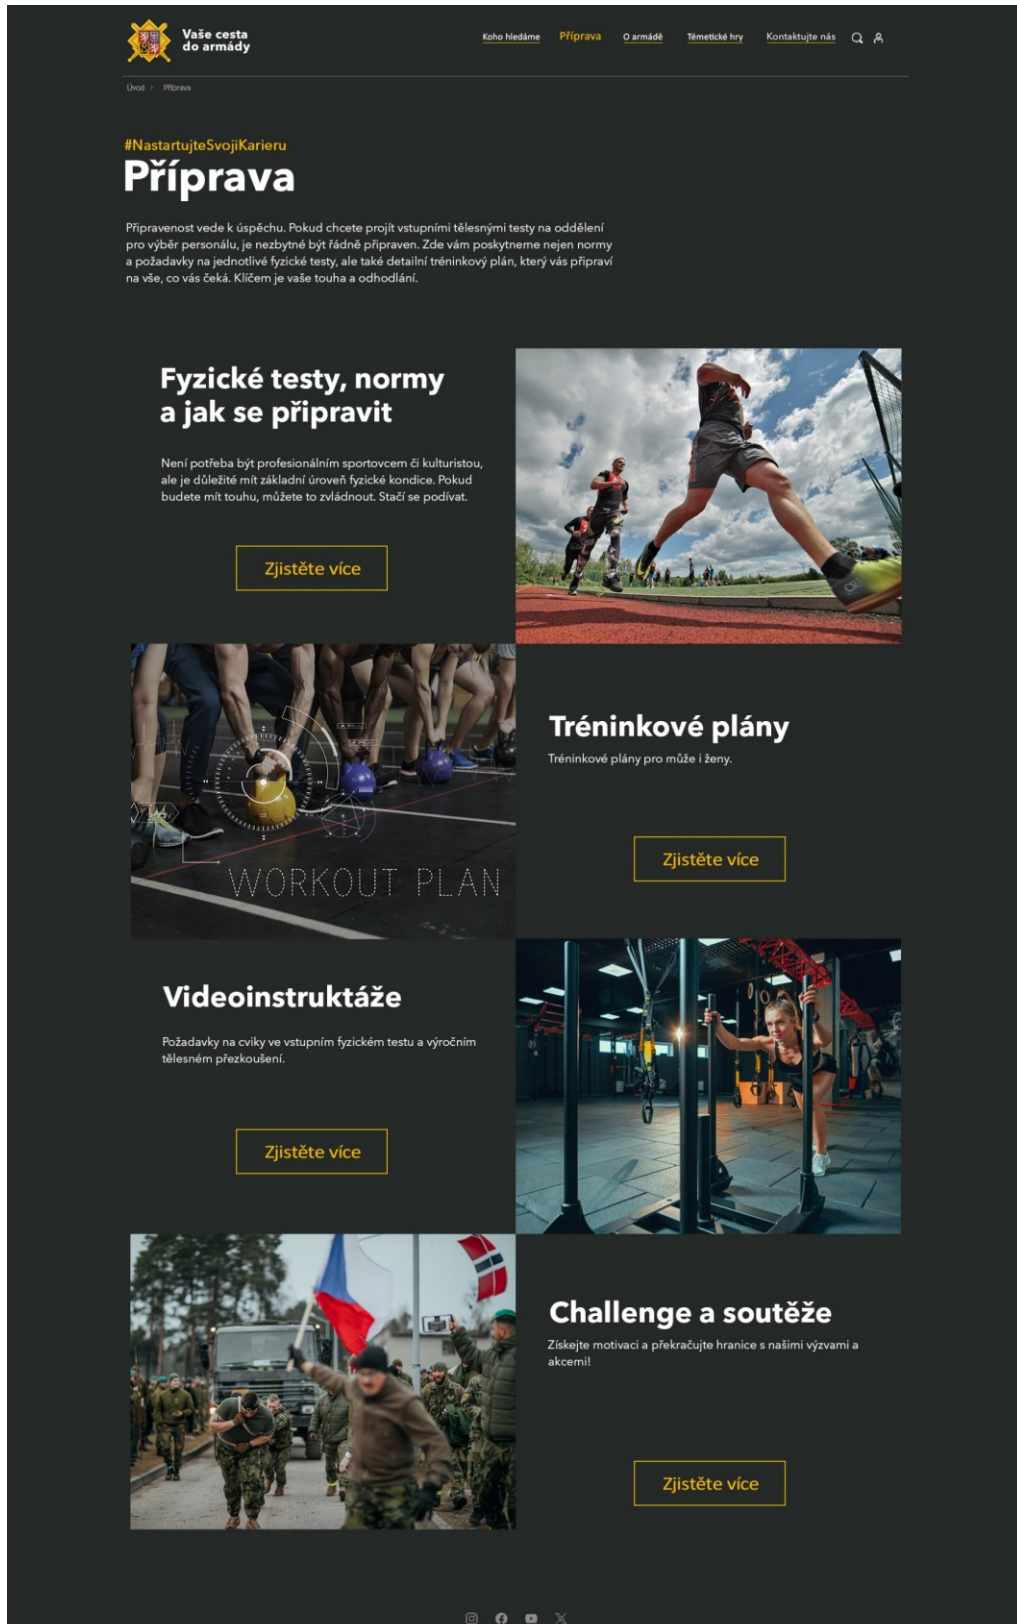 Vaše cesta
do armády
Koho hledáme Příprava O armádě Témetické hry Kontaktujte nás
Úvod > Příprava
#NastartujteSvojiKarieru
Příprava
Připravenost vede k úspěchu. Pokud chcete projít vstupními tělesnými testy na oddělení
pro výběr personálu, je nezbytné být řádně připraven. Zde vám poskytneme nejen normy
a požadavky na jednotlivé fyzické testy, ale také detailní tréninkový plán, který vás připraví
na vše, co vás čeká. Klíčem je vaše touha a odhodlání.
Fyzické testy, normy
a jak se připravit
Není potřeba být profesionálním sportovcem či kulturistou,
ale je důležité mít základní úroveň fyzické kondice. Pokud
budete mít touhu, můžete to zvládnout. Stačí se podívat.
Zjistěte více
WORKOUT PLAN
Tréninkové plány
Tréninkové plány pro může i ženy.
Zjistěte více
Videoinstruktáže
Požadavky na cviky ve vstupním fyzickém testu a výročním
tělesném přezkoušení.
Zjistěte více
Challenge a soutěže
Získejte motivaci a překračujte hranice s našimi výzvami a
akcemi!
Zjistěte více